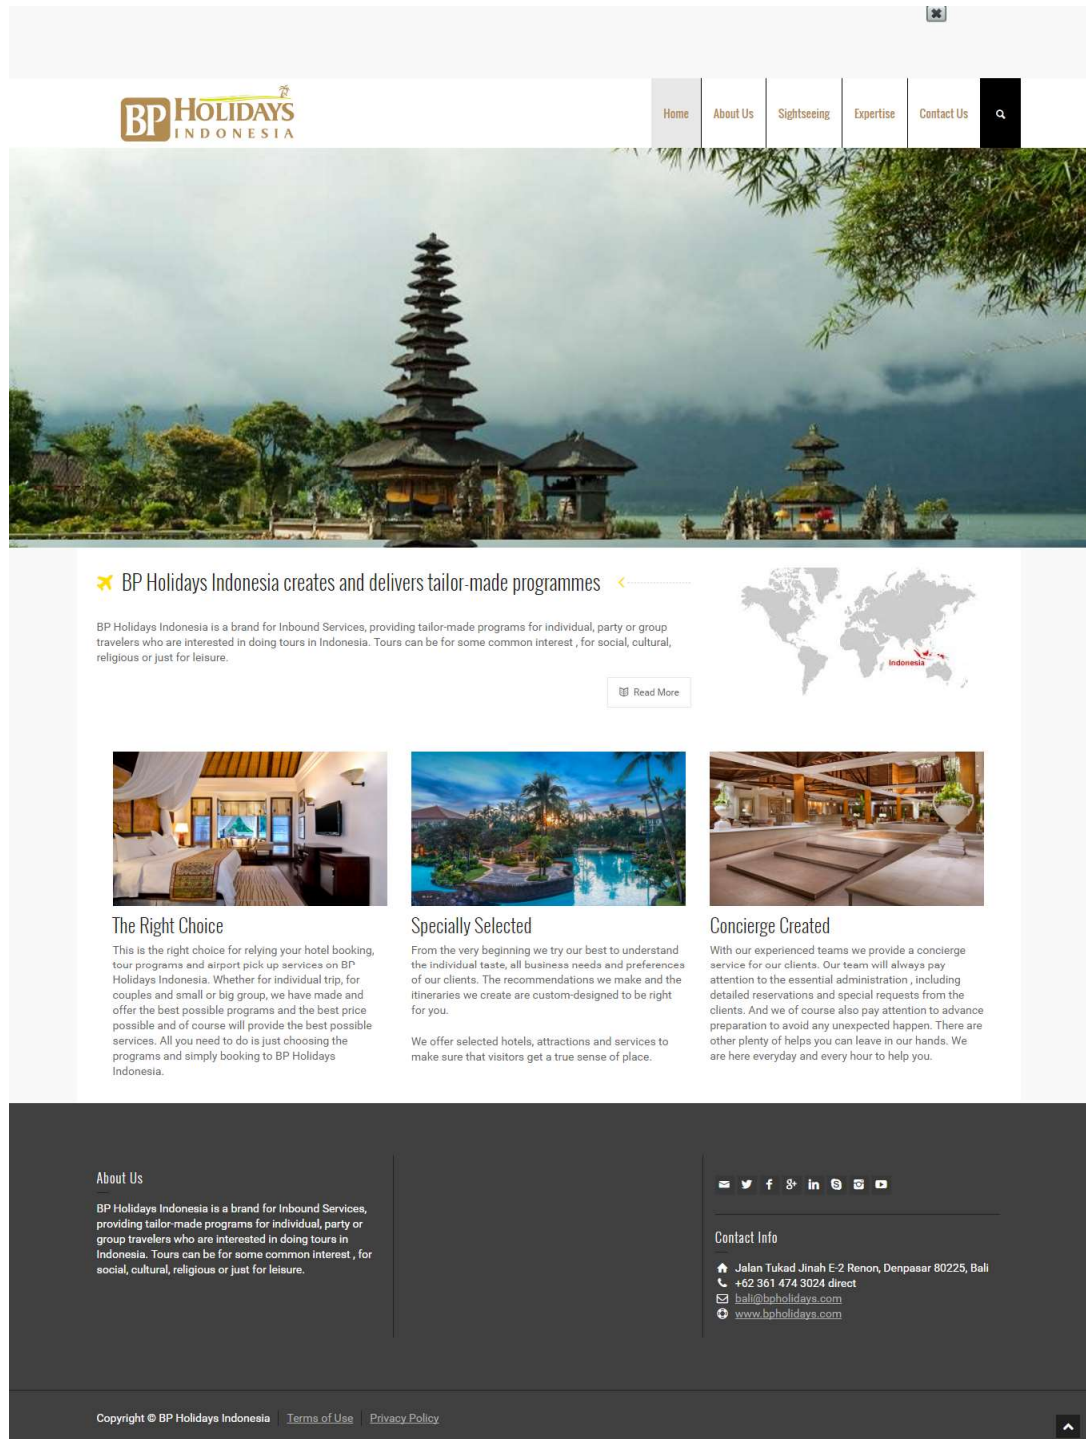 BP HOLIDAYS
INDONESIA
Home
About Us
Sightseeing
Expertise
Contact Us
BP Holidays Indonesia creates and delivers tailor-made programmes
BP Holidays Indonesia is a brand for Inbound Services, providing tailor-made programs for individual, party or group
travelers who are interested in doing tours in Indonesia. Tours can be for some common interest , for social, cultural,
religious or just for leisure.
Read More
Indonesia
The Right Choice
This is the right choice for relying your hotel booking,
tour programs and airport pick up services on BP
Holidays Indonesia. Whether for individual trip, for
couples and small or big group, we have made and
offer the best possible programs and the best price
possible and of course will provide the best possible
services. All you need to do is just choosing the
programs and simply booking to BP Holidays
Indonesia.
Specially Selected
From the very beginning we try our best to understand
the individual taste, all business needs and preferences
of our clients. The recommendations we make and the
itineraries we create are custom-designed to be right
for you.
We offer selected hotels, attractions and services to
make sure that visitors get a true sense of place.
Concierge Created
With our experienced teams we provide a concierge
service for our clients. Our team will always pay
attention to the essential administration , including
detailed reservations and special requests from the
clients. And we of course also pay attention to advance
preparation to avoid any unexpected happen. There are
other plenty of helps you can leave in our hands. We
are here everyday and every hour to help you.
About Us
BP Holidays Indonesia is a brand for Inbound Services,
providing tailor-made programs for individual, party or
group travelers who are interested in doing tours in
Indonesia. Tours can be for some common interest , for
social, cultural, religious or just for leisure.
Contact Info
Jalan Tukad Jinah E-2 Renon, Denpasar 80225, Bali
+62 361 474 3024 direct
bali@bpholidays.com
www.bpholidays.com
Copyright © BP Holidays Indonesia
Terms of Use
Privacy Policy